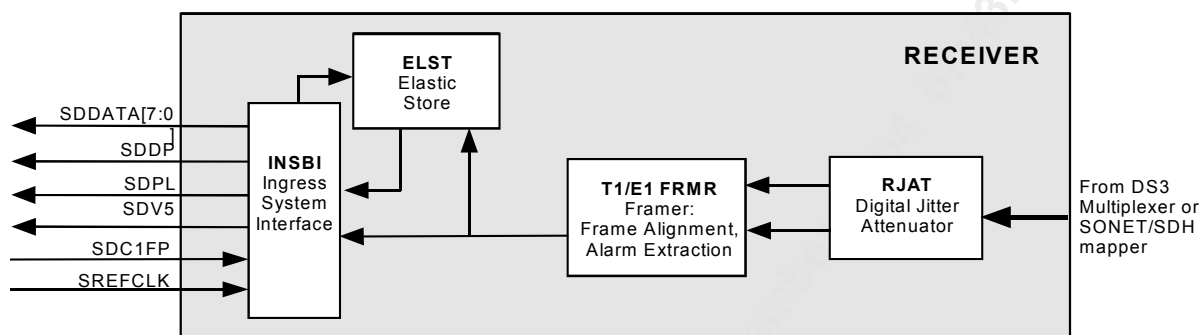 RECEIVER
ELST
Elastic
Store
SDDATA[7:0
]
SDDP
SDPL
SDV5
SDC1FP
SREFCLK
INSBI
Ingress
System
Interface
T1/E1 FRMR
Framer:
Frame Alignment,
Alarm Extraction
RJAT
Digital Jitter
Attenuator
From DS3
Multiplexer or
SONET/SDH
mapper